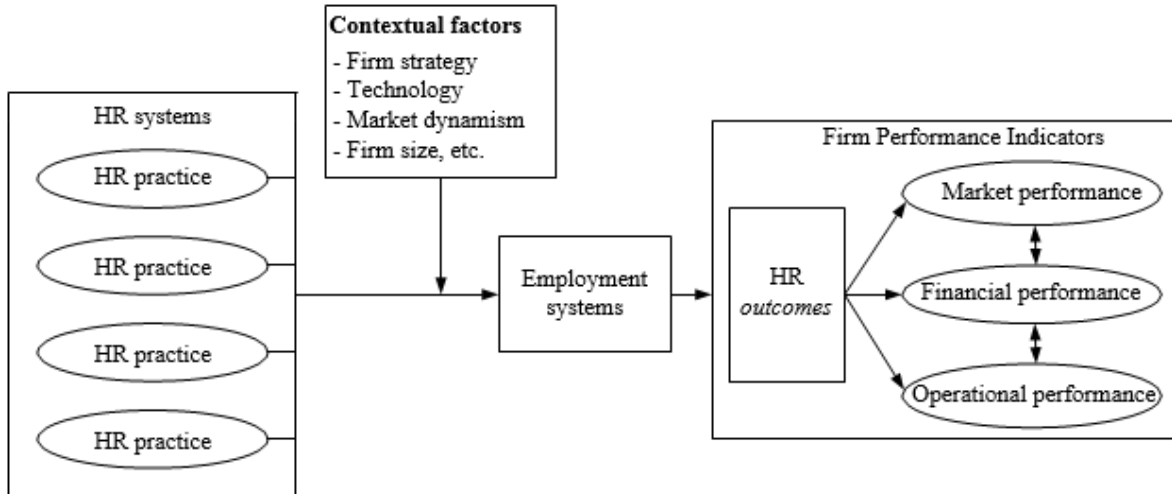 Contextual factors
- Firm strategy
- Technology
- Market dynamism
- Firm size, etc.
HR systems
HR practice
HR practice
HR practice
HR practice
Employment
systems
Firm Performance Indicators
HR
outcomes
Market performance
Financial performance
Operational performance